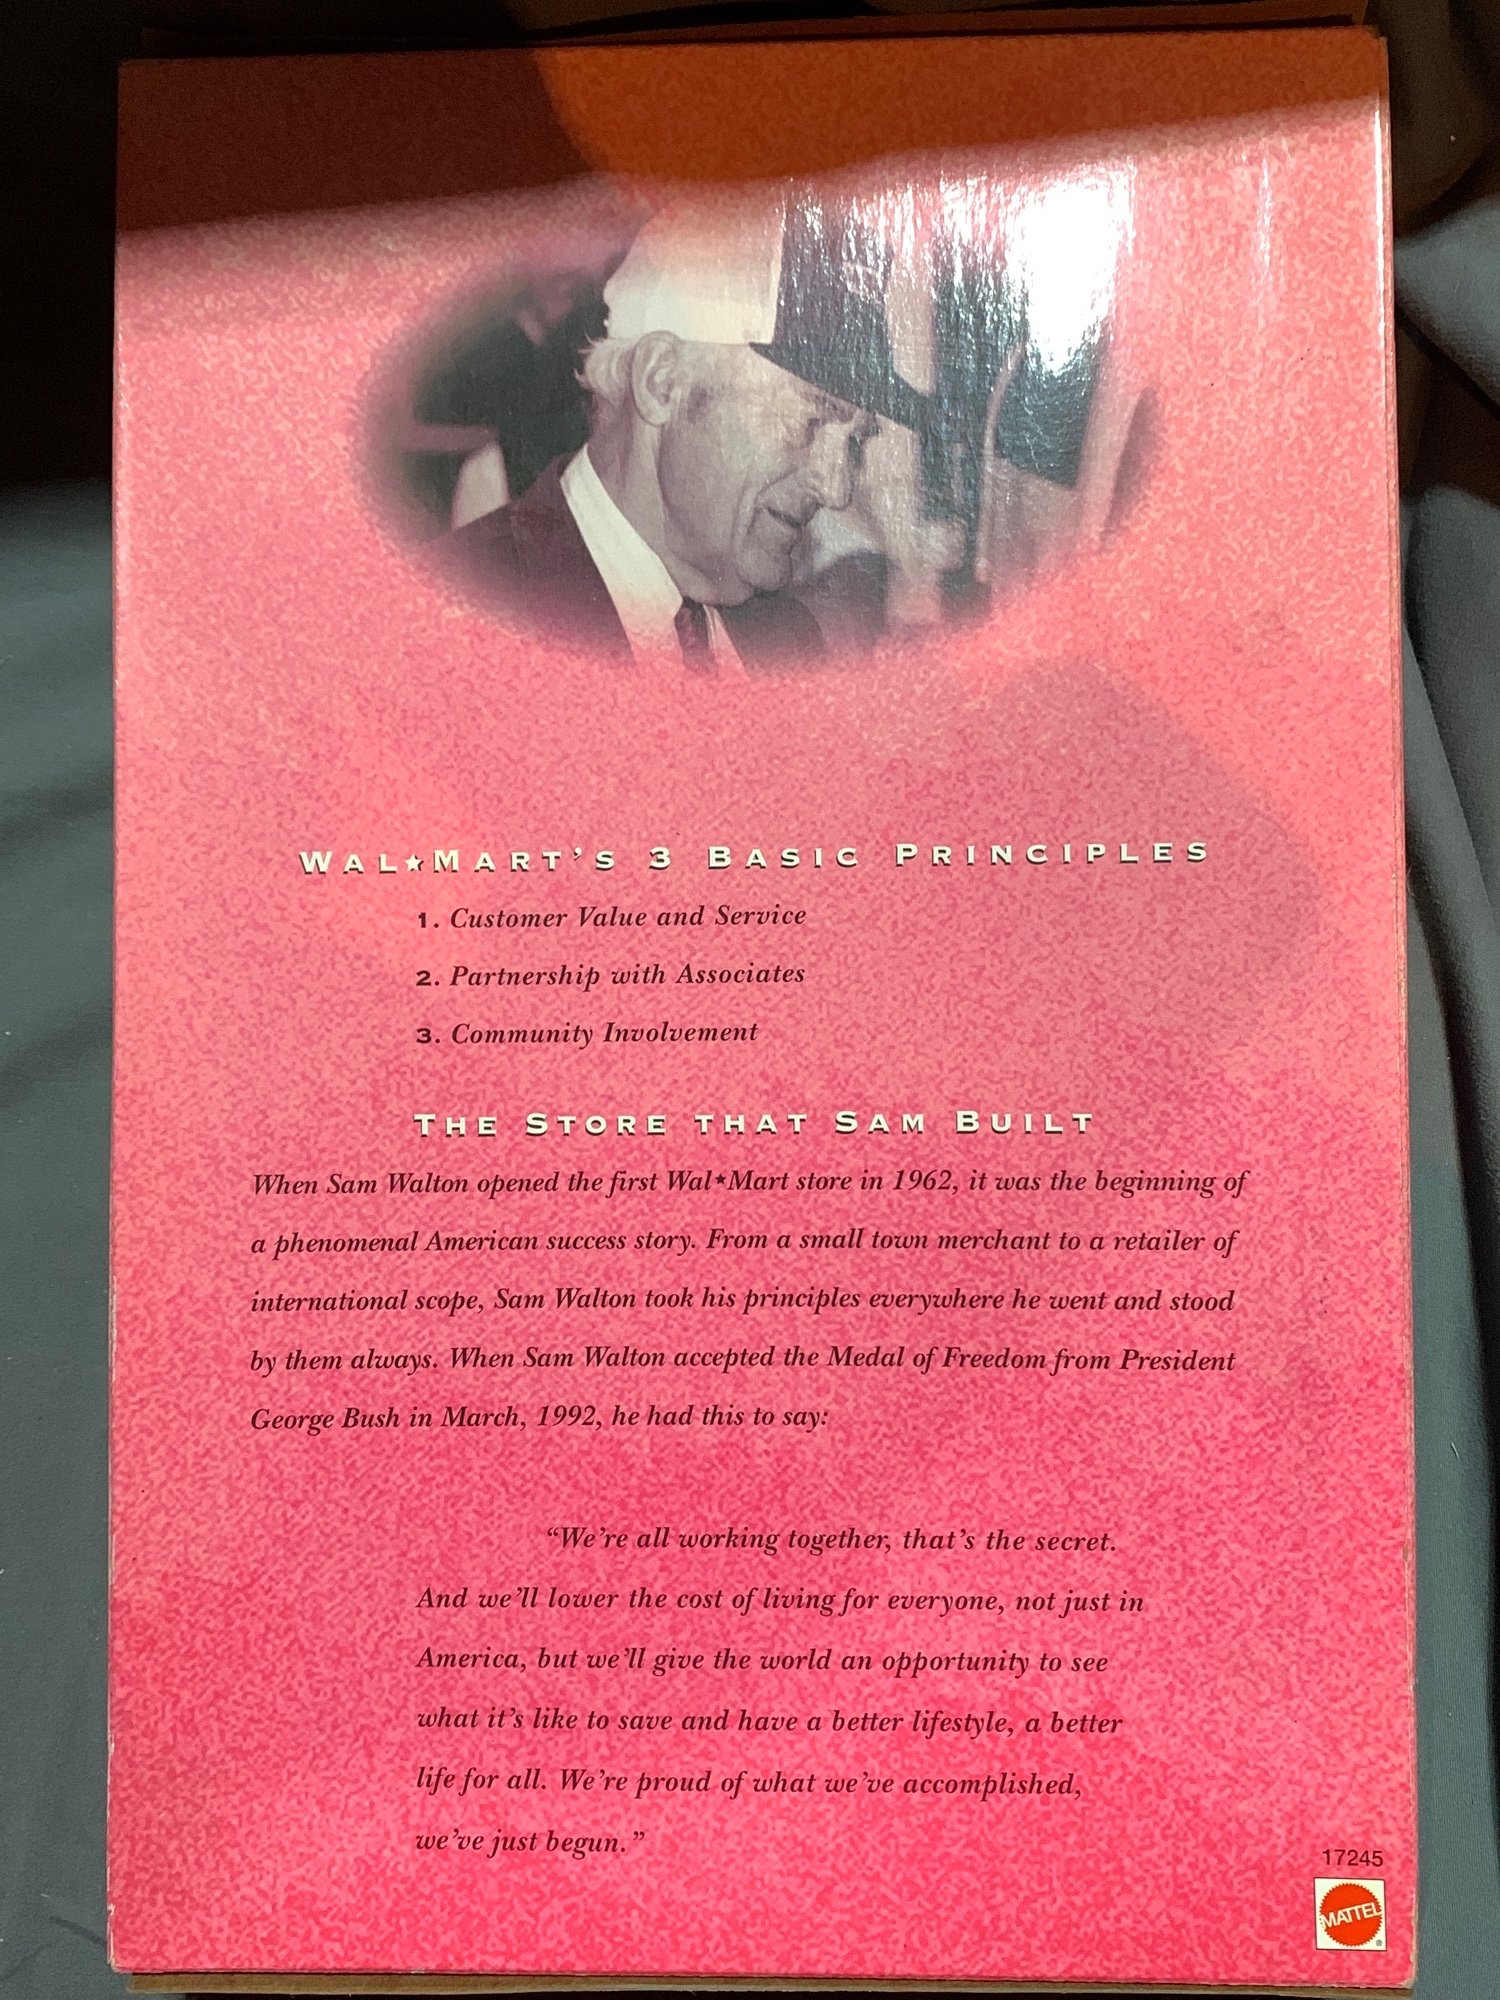 WAL★MART'S 3 BASIC PRINCIPLES
1. Customer Value and Service
2. Partnership with Associates
3. Community Involvement
THE STORE THAT SAM BUILT
When Sam Walton opened the first Wal★Mart store in 1962, it was the beginning of
a phenomenal American success story. From a small town merchant to a retailer of
international scope, Sam Walton took his principles everywhere he went and stood
by them always. When Sam Walton accepted the Medal of Freedom from President
George Bush in March, 1992, he had this to say:
“We're all working together, that's the secret.
And we'll lower the cost of living for everyone, not just in
America, but we'll give the world an opportunity to see
what it's like to save and have a better lifestyle, a better
life for all. We're proud of what we've accomplished,
we've just begun.”
17245
MATTEL
®